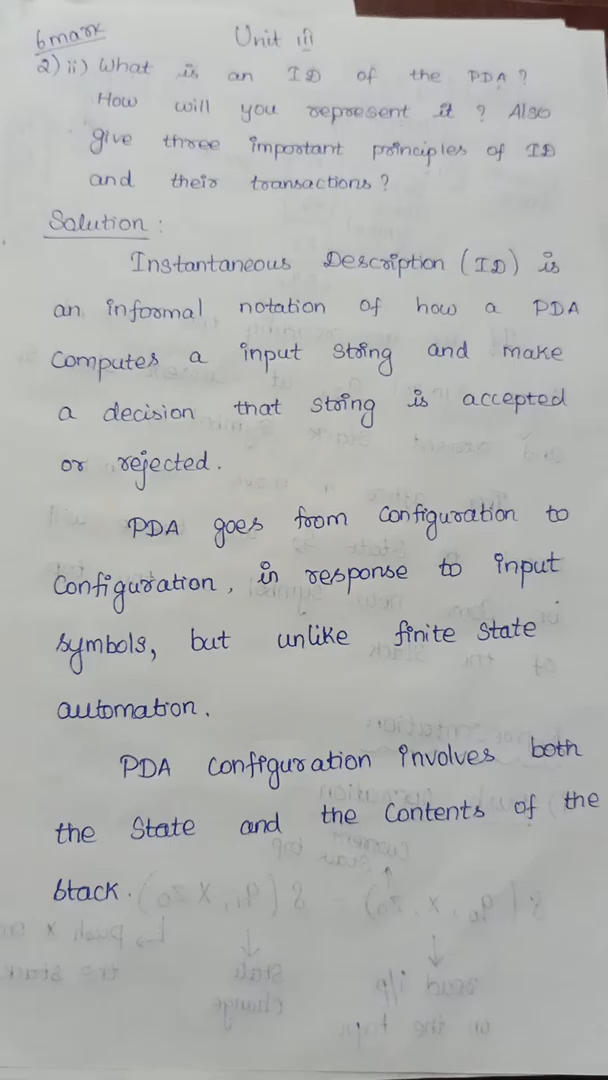 6 mark
Unit iii
2) ii) What is an ID of the PDA ?
How will you represent it ? Also
give three important principles of ID
and their transactions ?
Solution :
Instantaneous Description (ID) is
an informal notation of how a PDA
computes a input string and make
a decision that string is accepted
or rejected.
PDA goes from configuration to
configuration, in response to input
symbols, but unlike finite state
automation.
PDA configuration involves both
the state and the contents of the
stack.